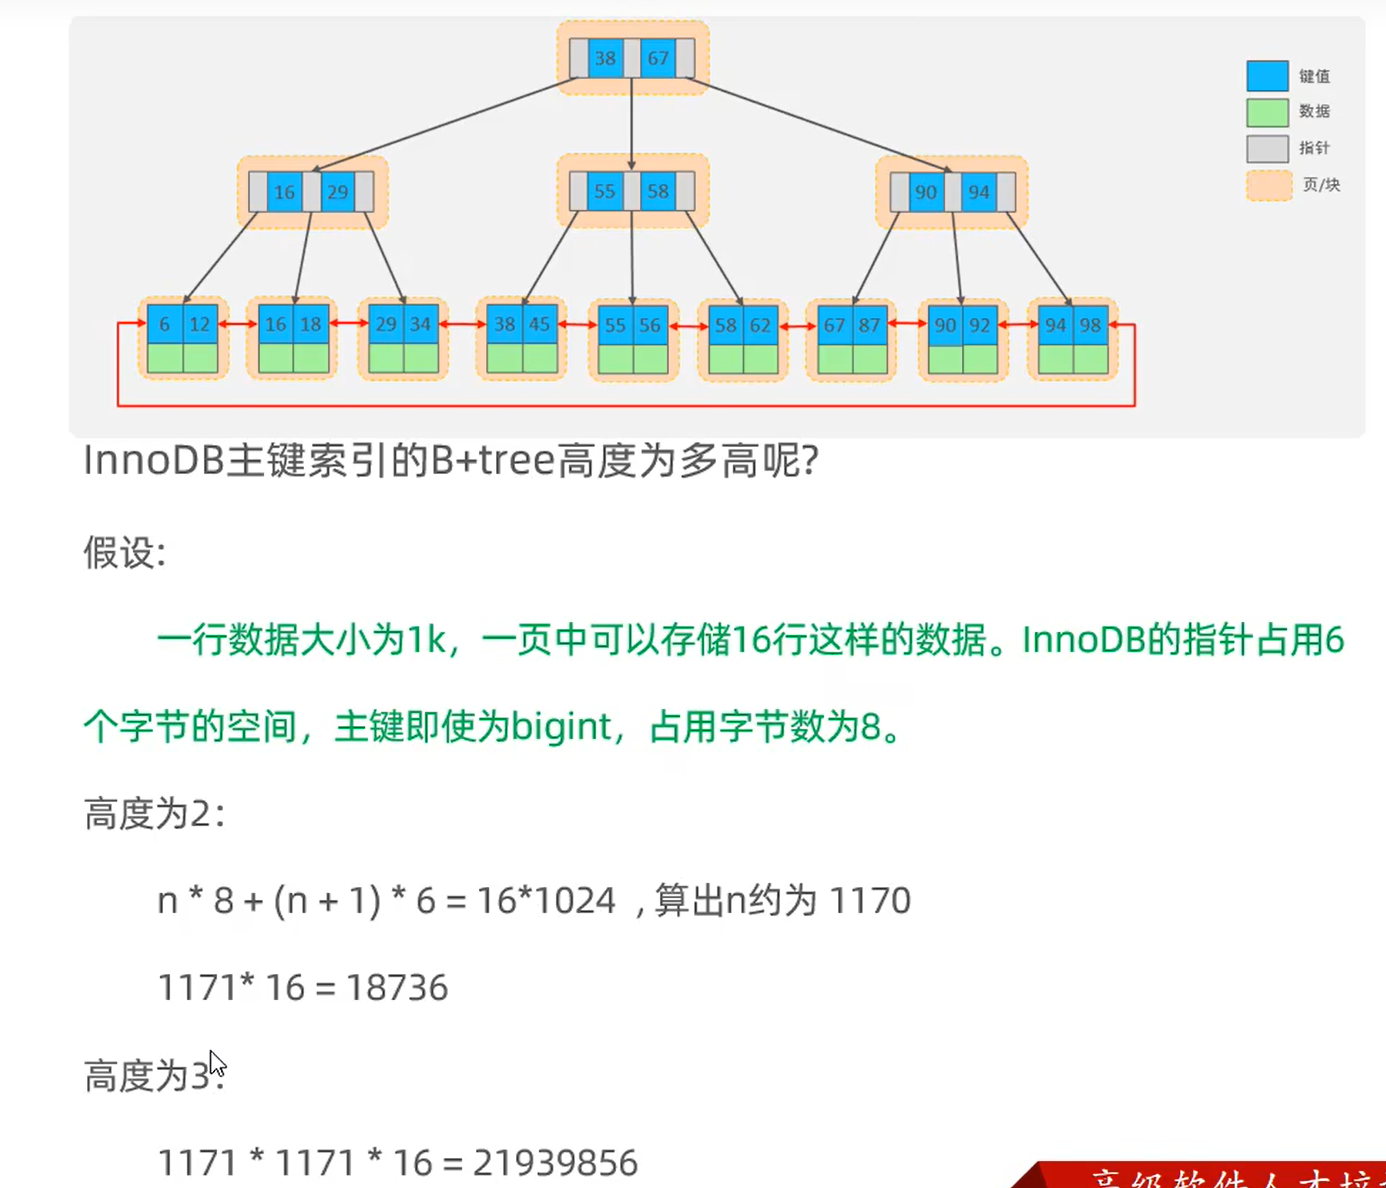 38 67
键值
数据
指针
页/块
16 29 55 58 90 94
6 12 16 18 29 34 38 45 55 56 58 62 67 87 90 92 94 98
InnoDB主键索引的B+tree高度为多高呢?
假设:
一行数据大小为1k，一页中可以存储16行这样的数据。InnoDB的指针占用6
个字节的空间，主键即使为bigint，占用字节数为8。
高度为2：
n * 8 + (n + 1) * 6 = 16*1024 , 算出n约为 1170
1171* 16 = 18736
高度为3：
1171 * 1171 * 16 = 21939856
高级软件人才培